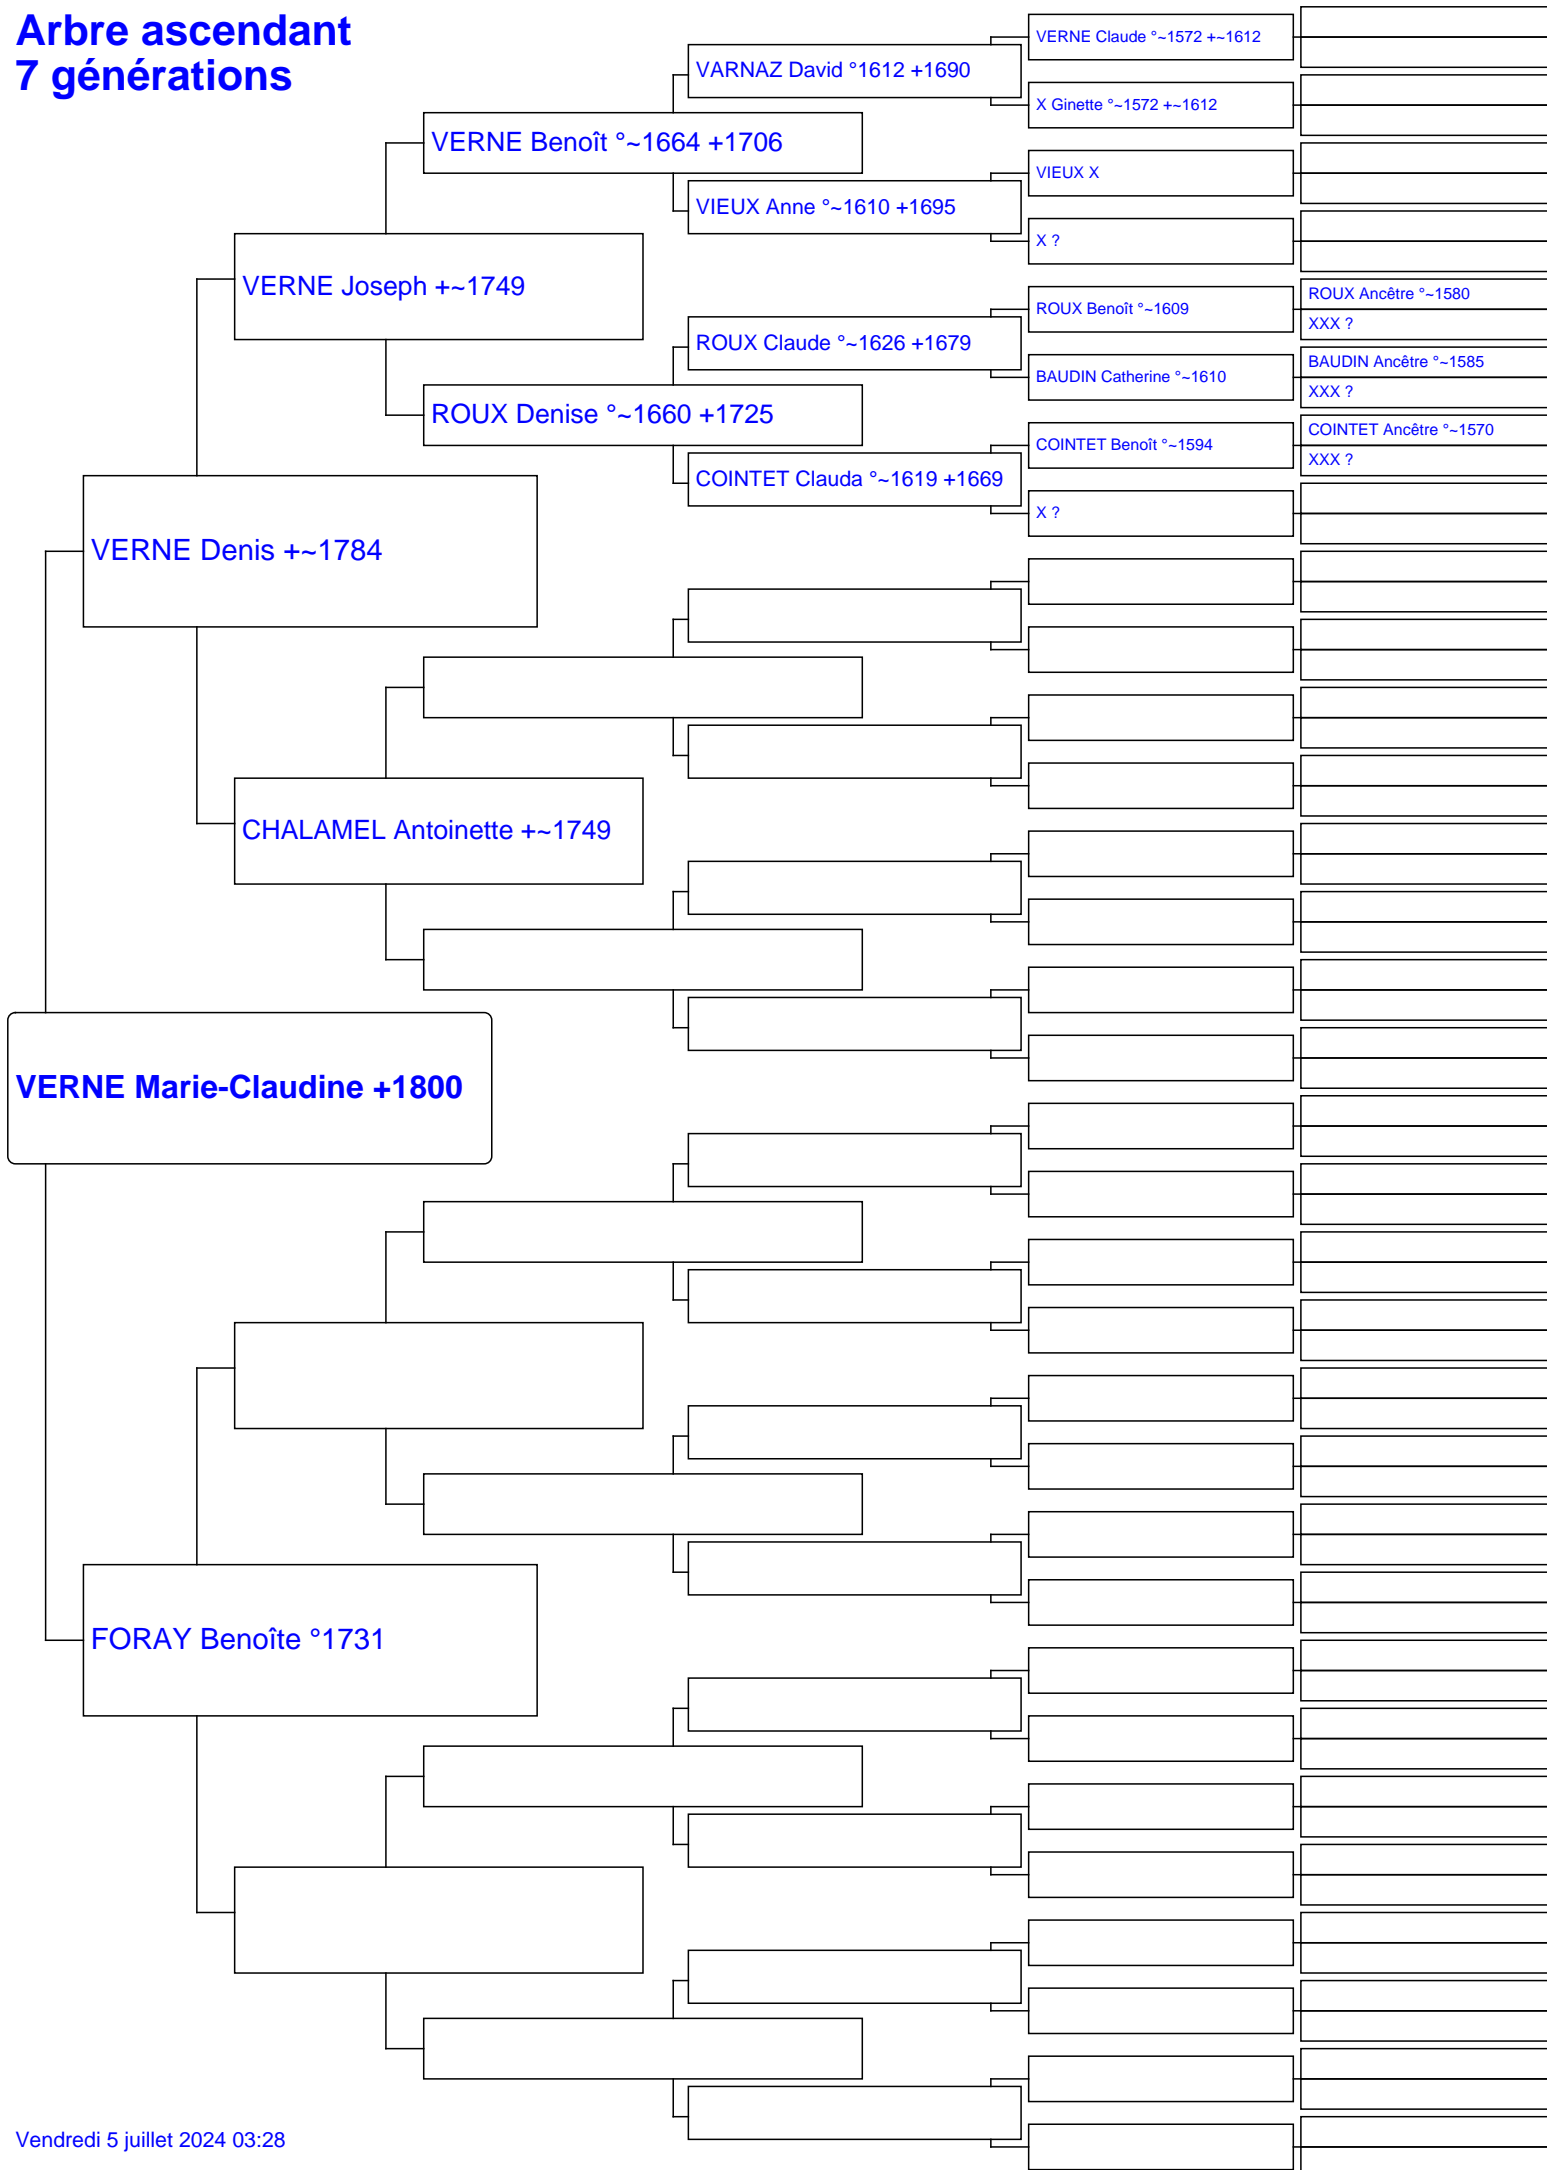 Arbre ascendant
7 générations
VERNE Claude °~1572 +~1612
VARNAZ David °1612 +1690
X Ginette °~1572 +~1612
VERNE Benoît °~1664 +1706
VIEUX X
VIEUX Anne °~1610 +1695
X ?
VERNE Joseph +~1749
ROUX Ancêtre °~1580
ROUX Benoît °~1609
XXX ?
ROUX Claude °~1626 +1679
BAUDIN Ancêtre °~1585
BAUDIN Catherine °~1610
XXX ?
ROUX Denise °~1660 +1725
COINTET Ancêtre °~1570
COINTET Benoît °~1594
XXX ?
COINTET Clauda °~1619 +1669
X ?
VERNE Denis +~1784
CHALAMEL Antoinette +~1749
VERNE Marie-Claudine +1800
FORAY Benoîte °1731
Vendredi 5 juillet 2024 03:28